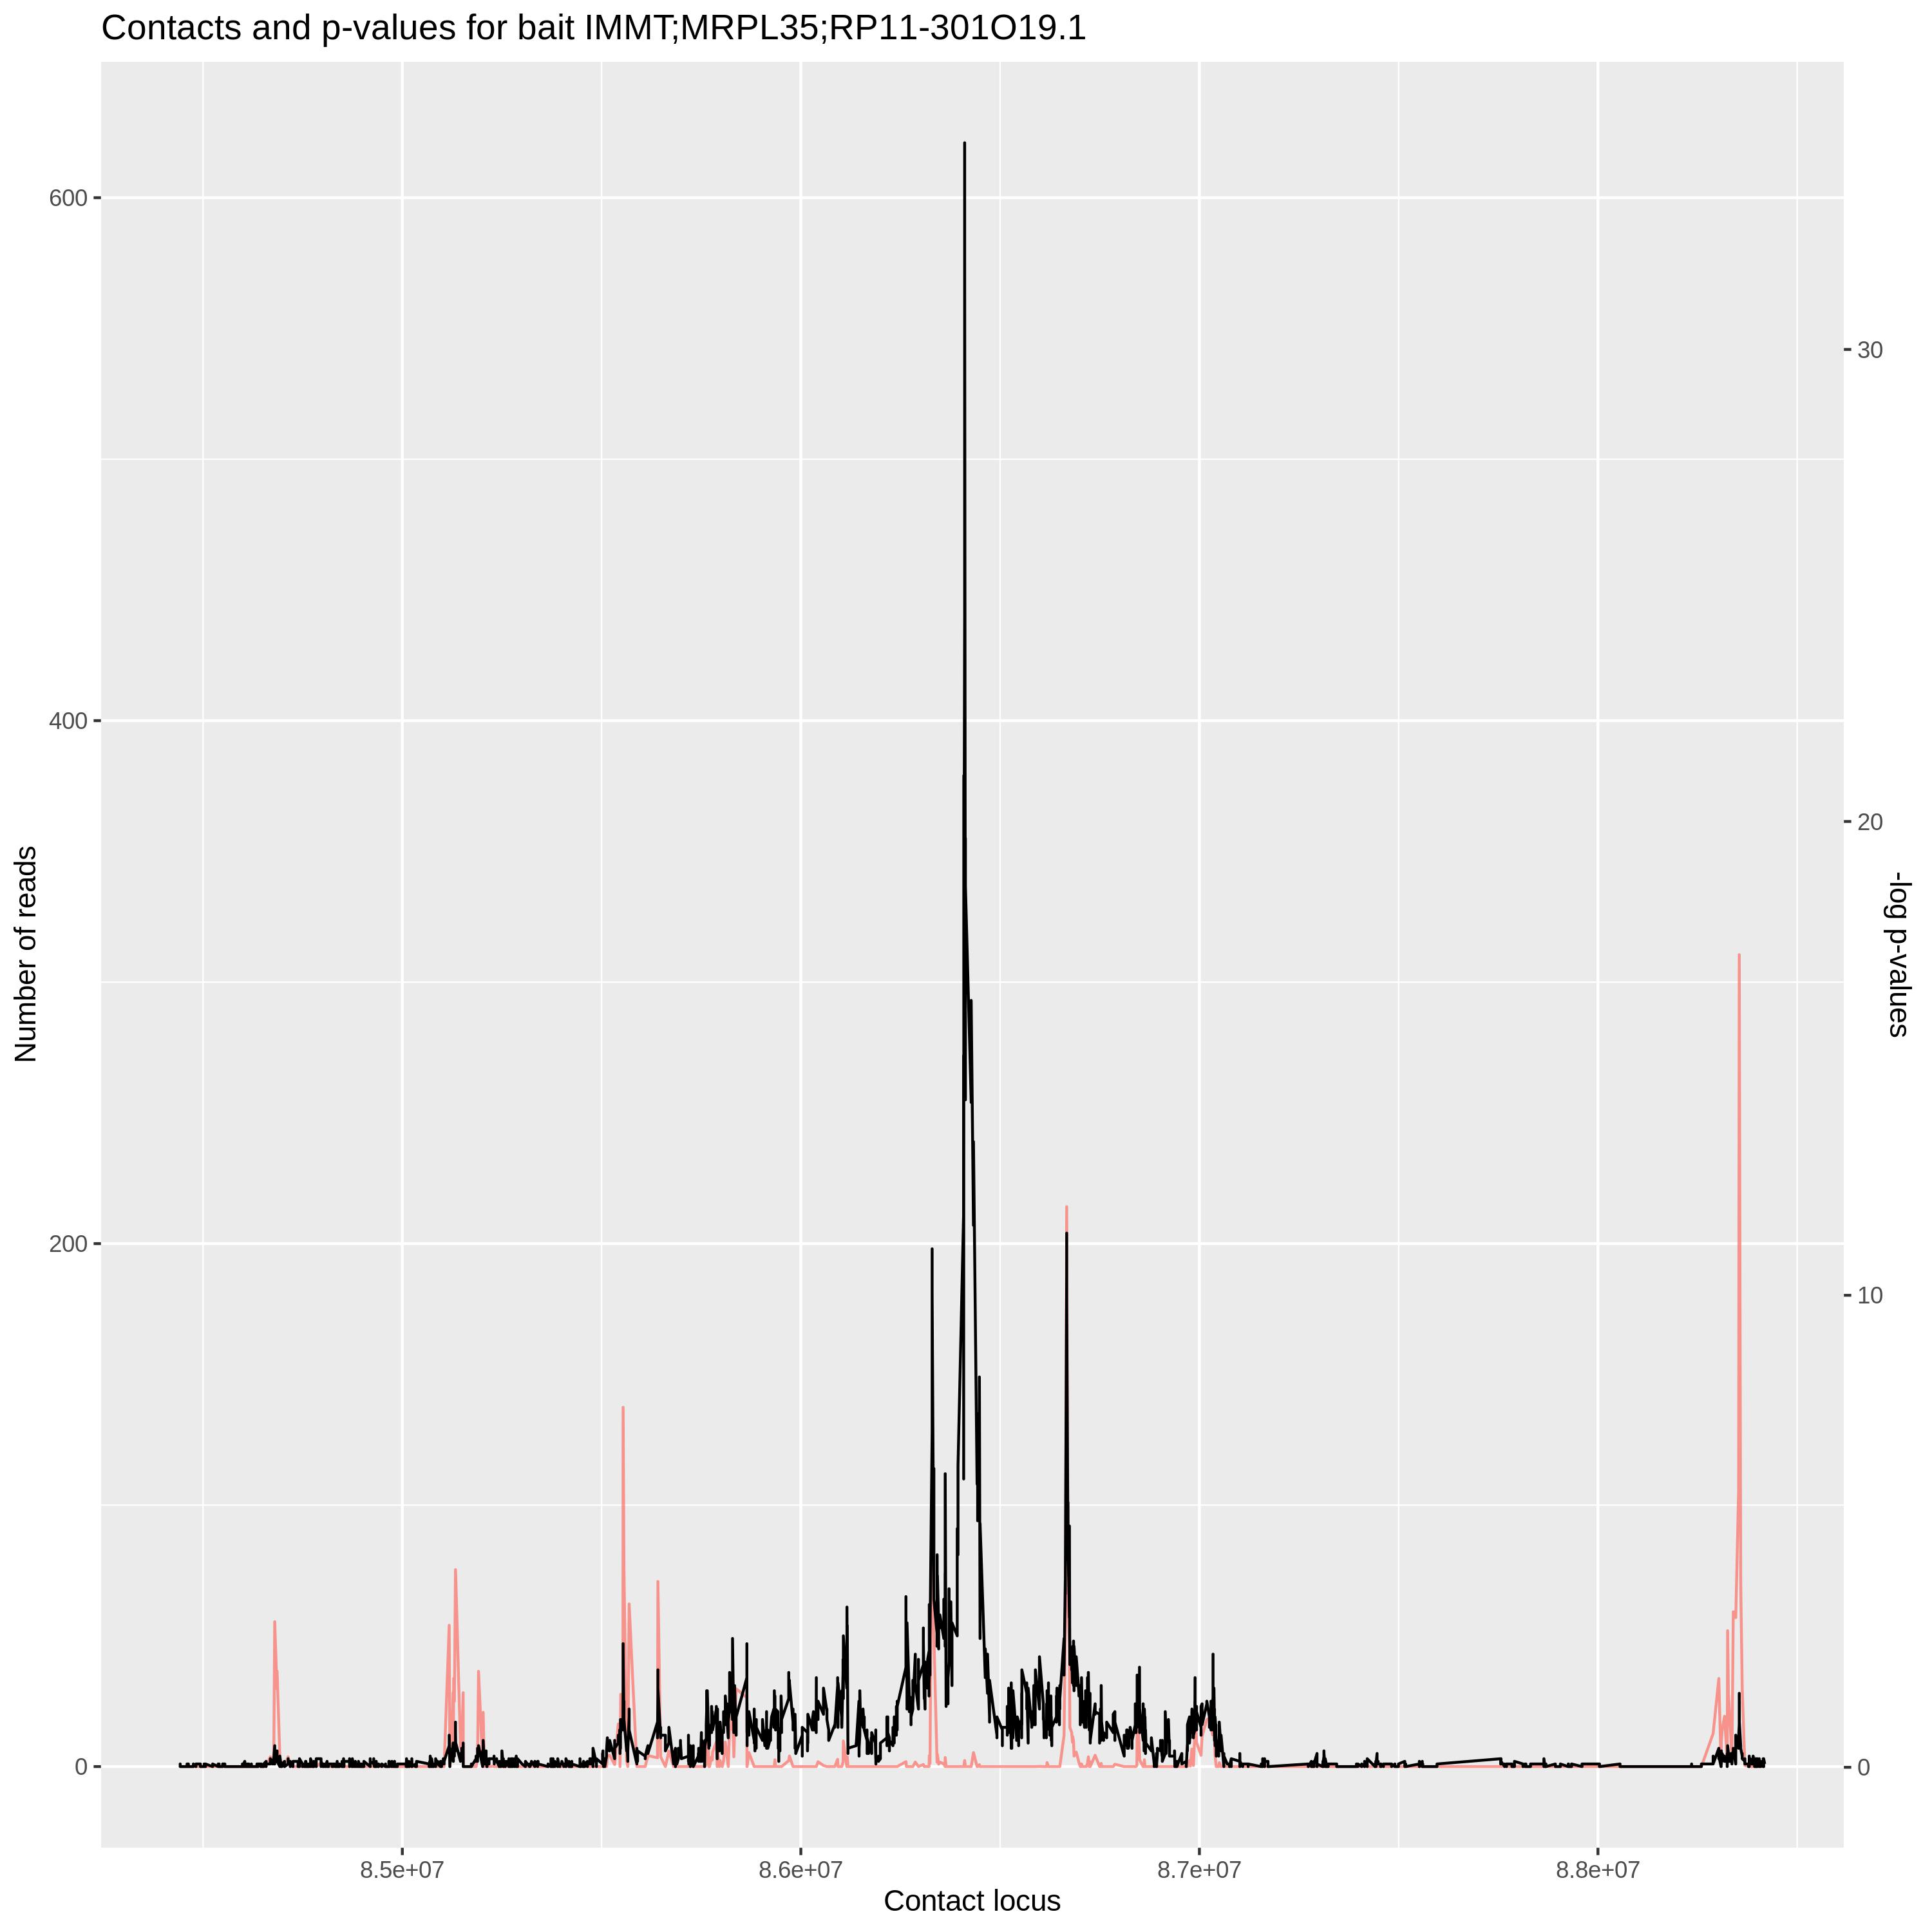 Contacts and p-values for bait IMMT;MRPL35;RP11-301O19.1
600
400
200
0
30
20
10
0
Number of reads
-log p-values
8.5e+07
8.6e+07
8.7e+07
8.8e+07
Contact locus